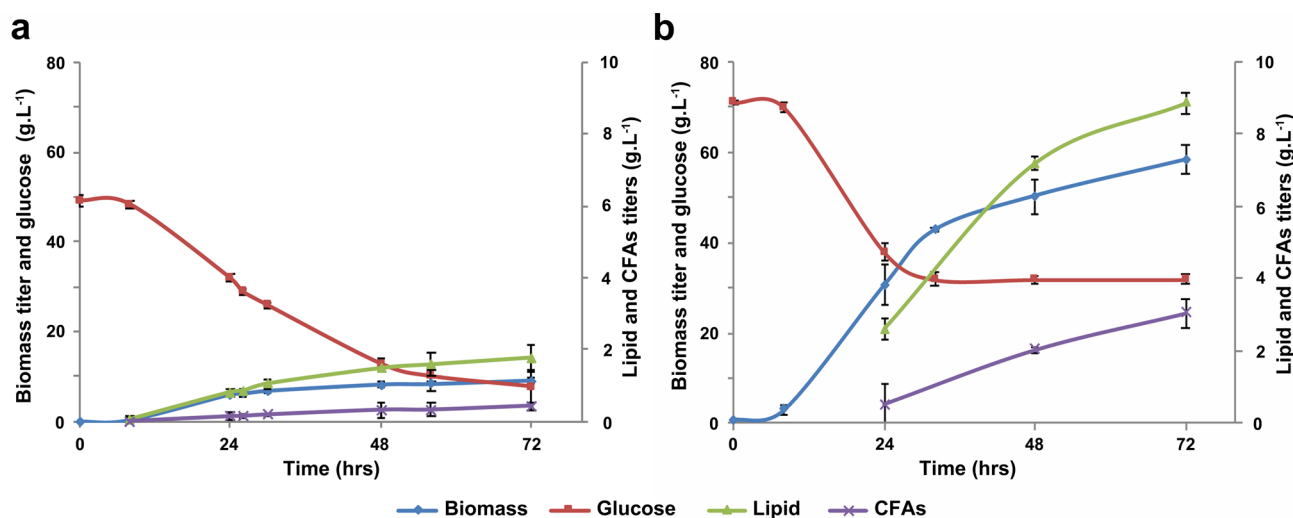 a
80
60
40
20
0
Biomass titer and glucose (g.L⁻¹)
10
8
6
4
2
0
Lipid and CFAs titers (g.L⁻¹)
0 24 48 72
Time (hrs)
b
80
60
40
20
0
Biomass titer and glucose (g.L⁻¹)
10
8
6
4
2
0
Lipid and CFAs titers (g.L⁻¹)
0 24 48 72
Time (hrs)
Biomass Glucose Lipid CFAs